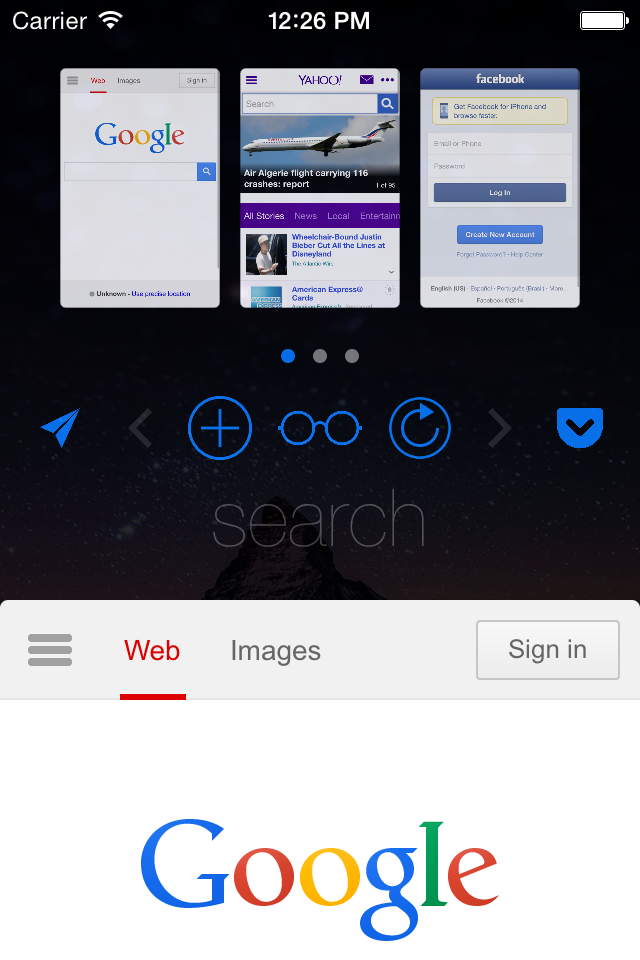 Carrier 12:26 PM
Web Images Sign in
Google
Unknown - Use precise location
YAHOO!
Search
Air Algerie flight carrying 116
crashes: report 1 of 95
All Stories News Local Entertainm
Wheelchair-Bound Justin
Bieber Cut All the Lines at
Disneyland
The Atlantic Wire
American Express®
Cards
facebook
Get Facebook for iPhone and
browse faster.
Email or Phone
Password
Log In
Create New Account
Forgot Password? · Help Center
English (US) · Español · Português (Brasil) · More...
Facebook ©2014
search
Web Images Sign in
Google